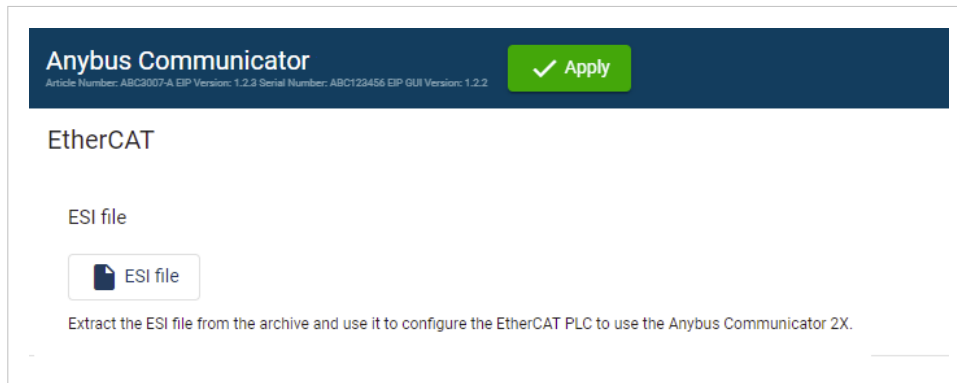 Anybus Communicator
Article Number: ABC3007-A EIP Version: 1.2.3 Serial Number: ABC123456 EIP GUI Version: 1.2.2
Apply
EtherCAT
ESI file
ESI file
Extract the ESI file from the archive and use it to configure the EtherCAT PLC to use the Anybus Communicator 2X.